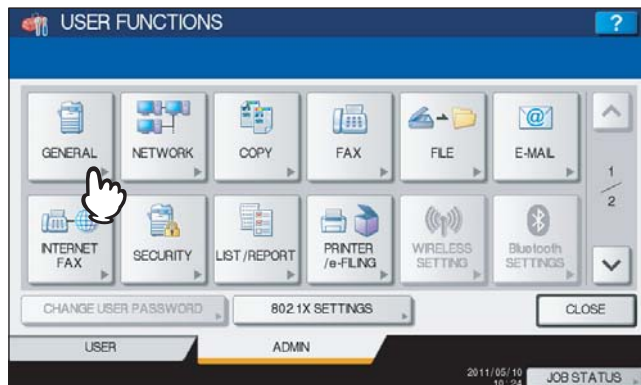 USER FUNCTIONS
?
GENERAL
NETWORK
COPY
FAX
FILE
E-MAIL
1
2
INTERNET
FAX
SECURITY
LIST/REPORT
PRINTER
/e-FILING
WIRELESS
SETTING
Bluetooth
SETTINGS
CHANGE USER PASSWORD
802.1X SETTINGS
CLOSE
USER
ADMIN
2011/05/10
10:24
JOB STATUS